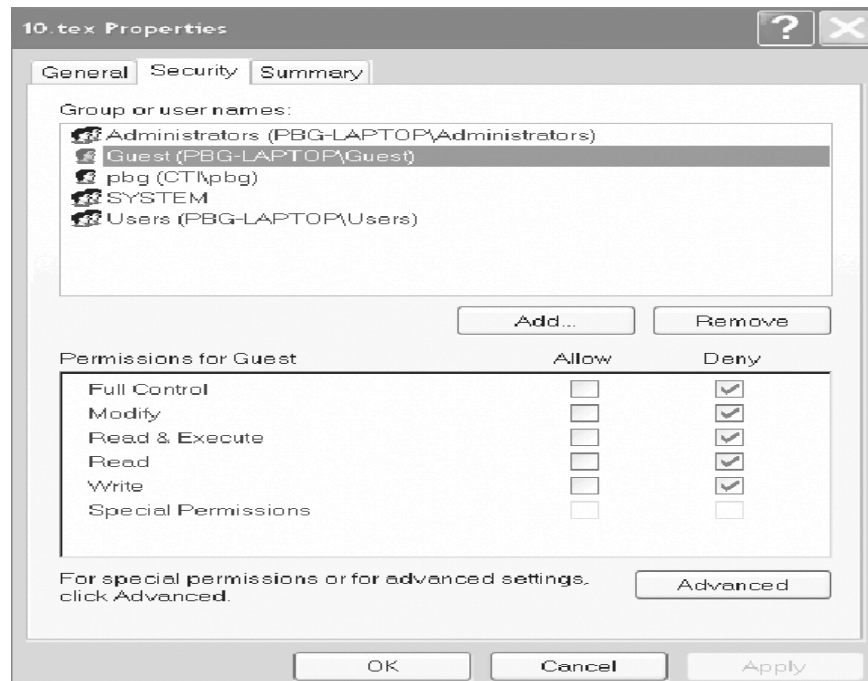 10.tex Properties
?
General Security Summary
Group or user names:
Administrators (PBG-LAPTOP\Administrators)
Guest (PBG-LAPTOP\Guest)
pbg (CTI\pbg)
SYSTEM
Users (PBG-LAPTOP\Users)
Add... Remove
Permissions for Guest Allow Deny
Full Control
Modify
Read & Execute
Read
Write
Special Permissions
For special permissions or for advanced settings,
click Advanced.
Advanced
OK Cancel Apply